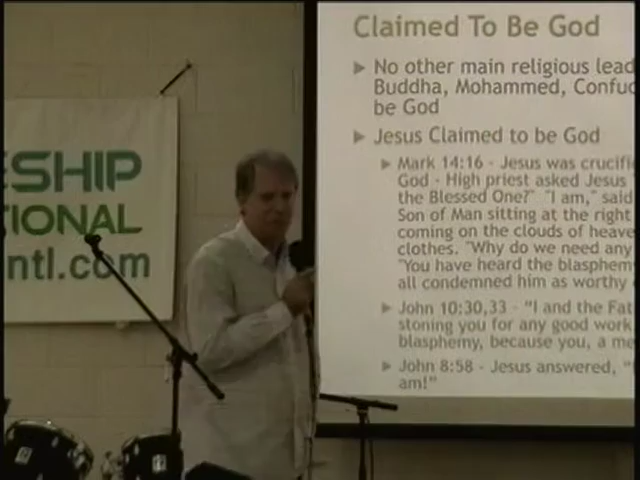 ESHIP
TIONAL
ntl.com
Claimed To Be God
No other main religious lead
Buddha, Mohammed, Confuc
be God
Jesus Claimed to be God
Mark 14:16 - Jesus was crucifi
God - High priest asked Jesus
the Blessed One?" "I am," said
Son of Man sitting at the right
coming on the clouds of heave
clothes. "Why do we need any
"You have heard the blasphem
all condemned him as worthy
John 10:30,33 - "I and the Fat
stoning you for any good work
blasphemy, because you, a me
John 8:58 - Jesus answered, "
am!"